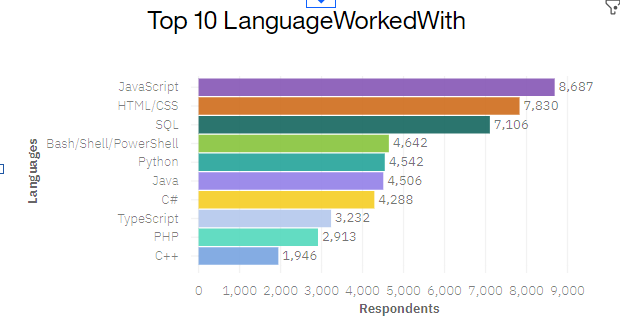 Top 10 LanguageWorkedWith
Languages
JavaScript 8,687
HTML/CSS 7,830
SQL 7,106
Bash/Shell/PowerShell 4,642
Python 4,542
Java 4,506
C# 4,288
TypeScript 3,232
PHP 2,913
C++ 1,946
0 1,000 2,000 3,000 4,000 5,000 6,000 7,000 8,000 9,000
Respondents